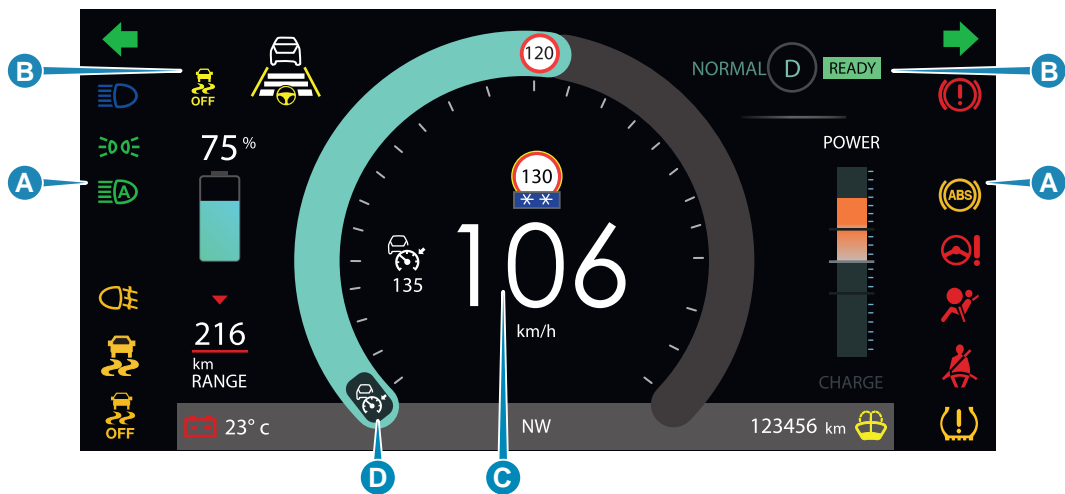 B
OFF
120
NORMAL
D
READY
B
A
A
75 %
POWER
130
A
ABS
135
106
km/h
216
km
RANGE
CHARGE
OFF
23° c
NW
123456 km
D
C